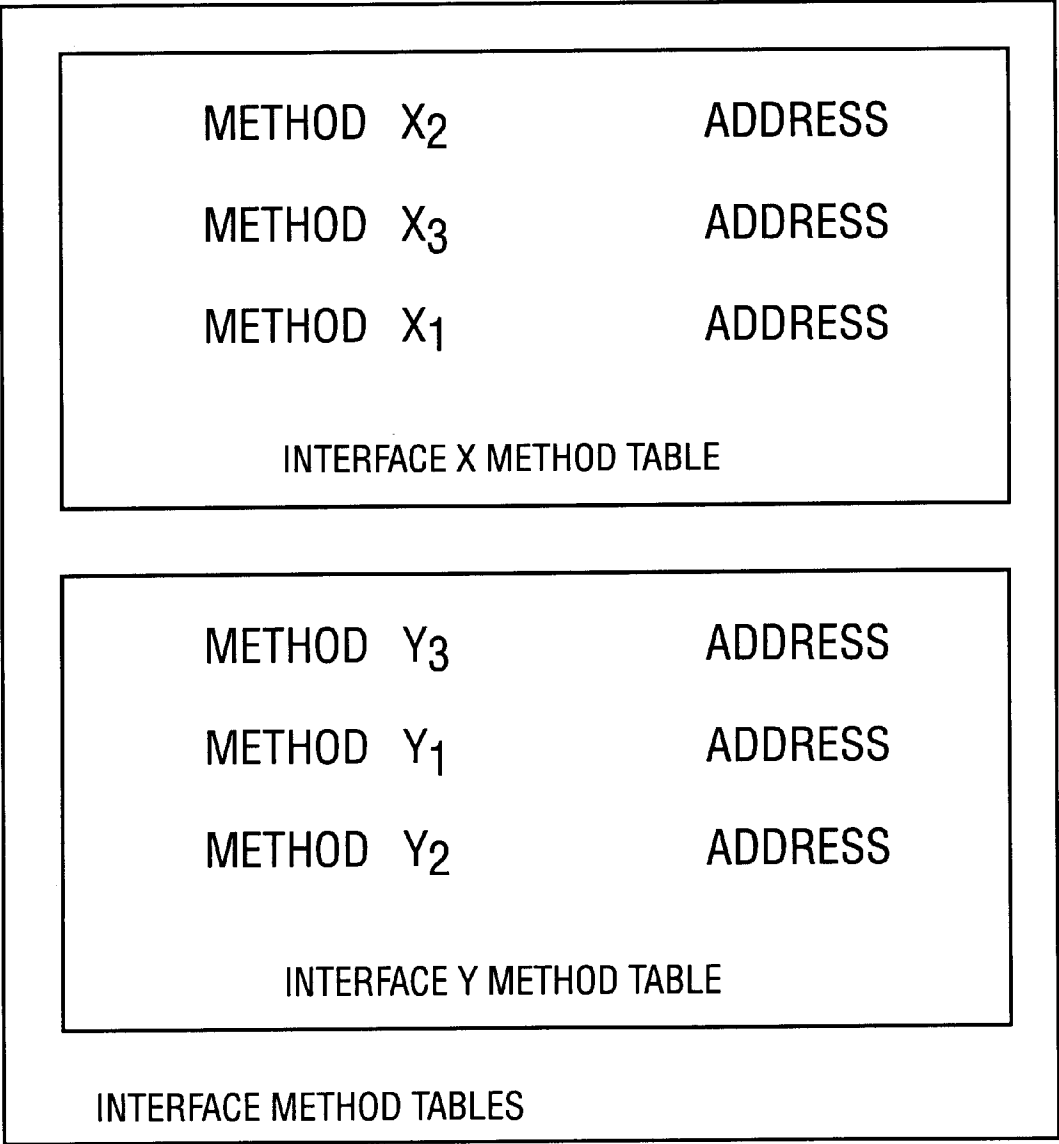 METHOD X2 ADDRESS
METHOD X3 ADDRESS
METHOD X1 ADDRESS
INTERFACE X METHOD TABLE
METHOD Y3 ADDRESS
METHOD Y1 ADDRESS
METHOD Y2 ADDRESS
INTERFACE Y METHOD TABLE
INTERFACE METHOD TABLES